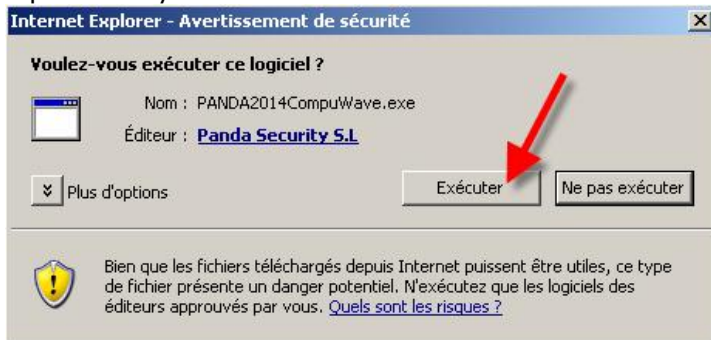 Internet Explorer - Avertissement de sécurité
Voulez-vous exécuter ce logiciel ?
Nom : PANDA2014CompuWave.exe
Éditeur : Panda Security S.L
Plus d'options
Exécuter
Ne pas exécuter
Bien que les fichiers téléchargés depuis Internet puissent être utiles, ce type
de fichier présente un danger potentiel. N'exécutez que les logiciels des
éditeurs approuvés par vous. Quels sont les risques ?